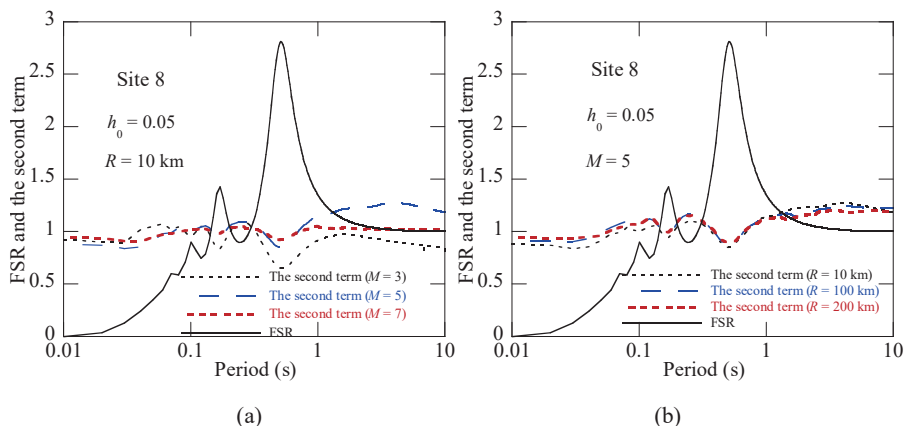 FSR and the second term
3
2.5
2
1.5
1
0.5
0
Site 8
h0 = 0.05
R = 10 km
The second term (M = 3)
The second term (M = 5)
The second term (M = 7)
FSR
0.01
0.1
1
10
Period (s)
(a)
FSR and the second term
3
2.5
2
1.5
1
0.5
0
Site 8
h0 = 0.05
M = 5
The second term (R = 10 km)
The second term (R = 100 km)
The second term (R = 200 km)
FSR
0.01
0.1
1
10
Period (s)
(b)